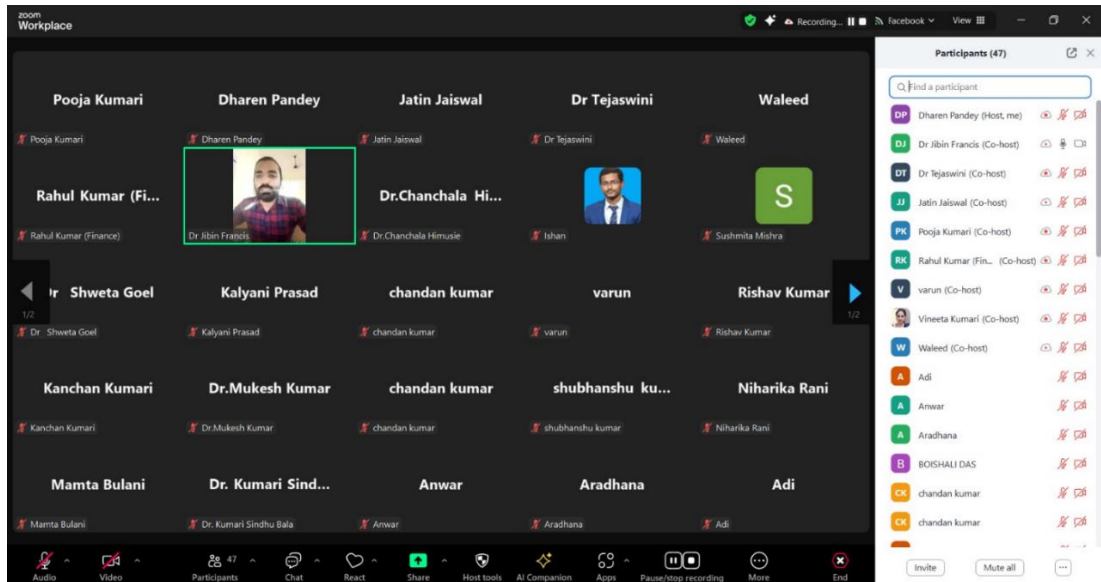 zoom
Workplace
Recording... Facebook View
Participants (47)
Find a participant
Pooja Kumari Dharen Pandey Jatin Jaiswal Dr Tejaswini Waleed
Pooja Kumari Dharen Pandey Jatin Jaiswal Dr Tejaswini Waleed
Rahul Kumar (Fi... Dr.Chanchala Hi... S
Rahul Kumar (Finance) Dr Jibin Francis Dr.Chanchala Himusie Ishan Sushmita Mishra
Shweta Goel Kalyani Prasad chandan kumar varun Rishav Kumar
1/2 1/2
Dr Shweta Goel Kalyani Prasad chandan kumar varun Rishav Kumar
Kanchan Kumari Dr.Mukesh Kumar chandan kumar shubhanshu ku... Niharika Rani
Kanchan Kumari Dr.Mukesh Kumar chandan kumar shubhanshu kumar Niharika Rani
Mamta Bulani Dr. Kumari Sind... Anwar Aradhana Adi
Mamta Bulani Dr. Kumari Sindhu Bala Anwar Aradhana Adi
DP Dharen Pandey (Host, me)
DJ Dr Jibin Francis (Co-host)
DT Dr Tejaswini (Co-host)
JJ Jatin Jaiswal (Co-host)
PK Pooja Kumari (Co-host)
RK Rahul Kumar (Fin... (Co-host)
V varun (Co-host)
Vineeta Kumari (Co-host)
W Waleed (Co-host)
A Adi
A Anwar
A Aradhana
B BOISHALI DAS
CK chandan kumar
CK chandan kumar
47
Audio Video Participants Chat React Share Host tools AI Companion Apps Pause/stop recording More End
Invite Mute all